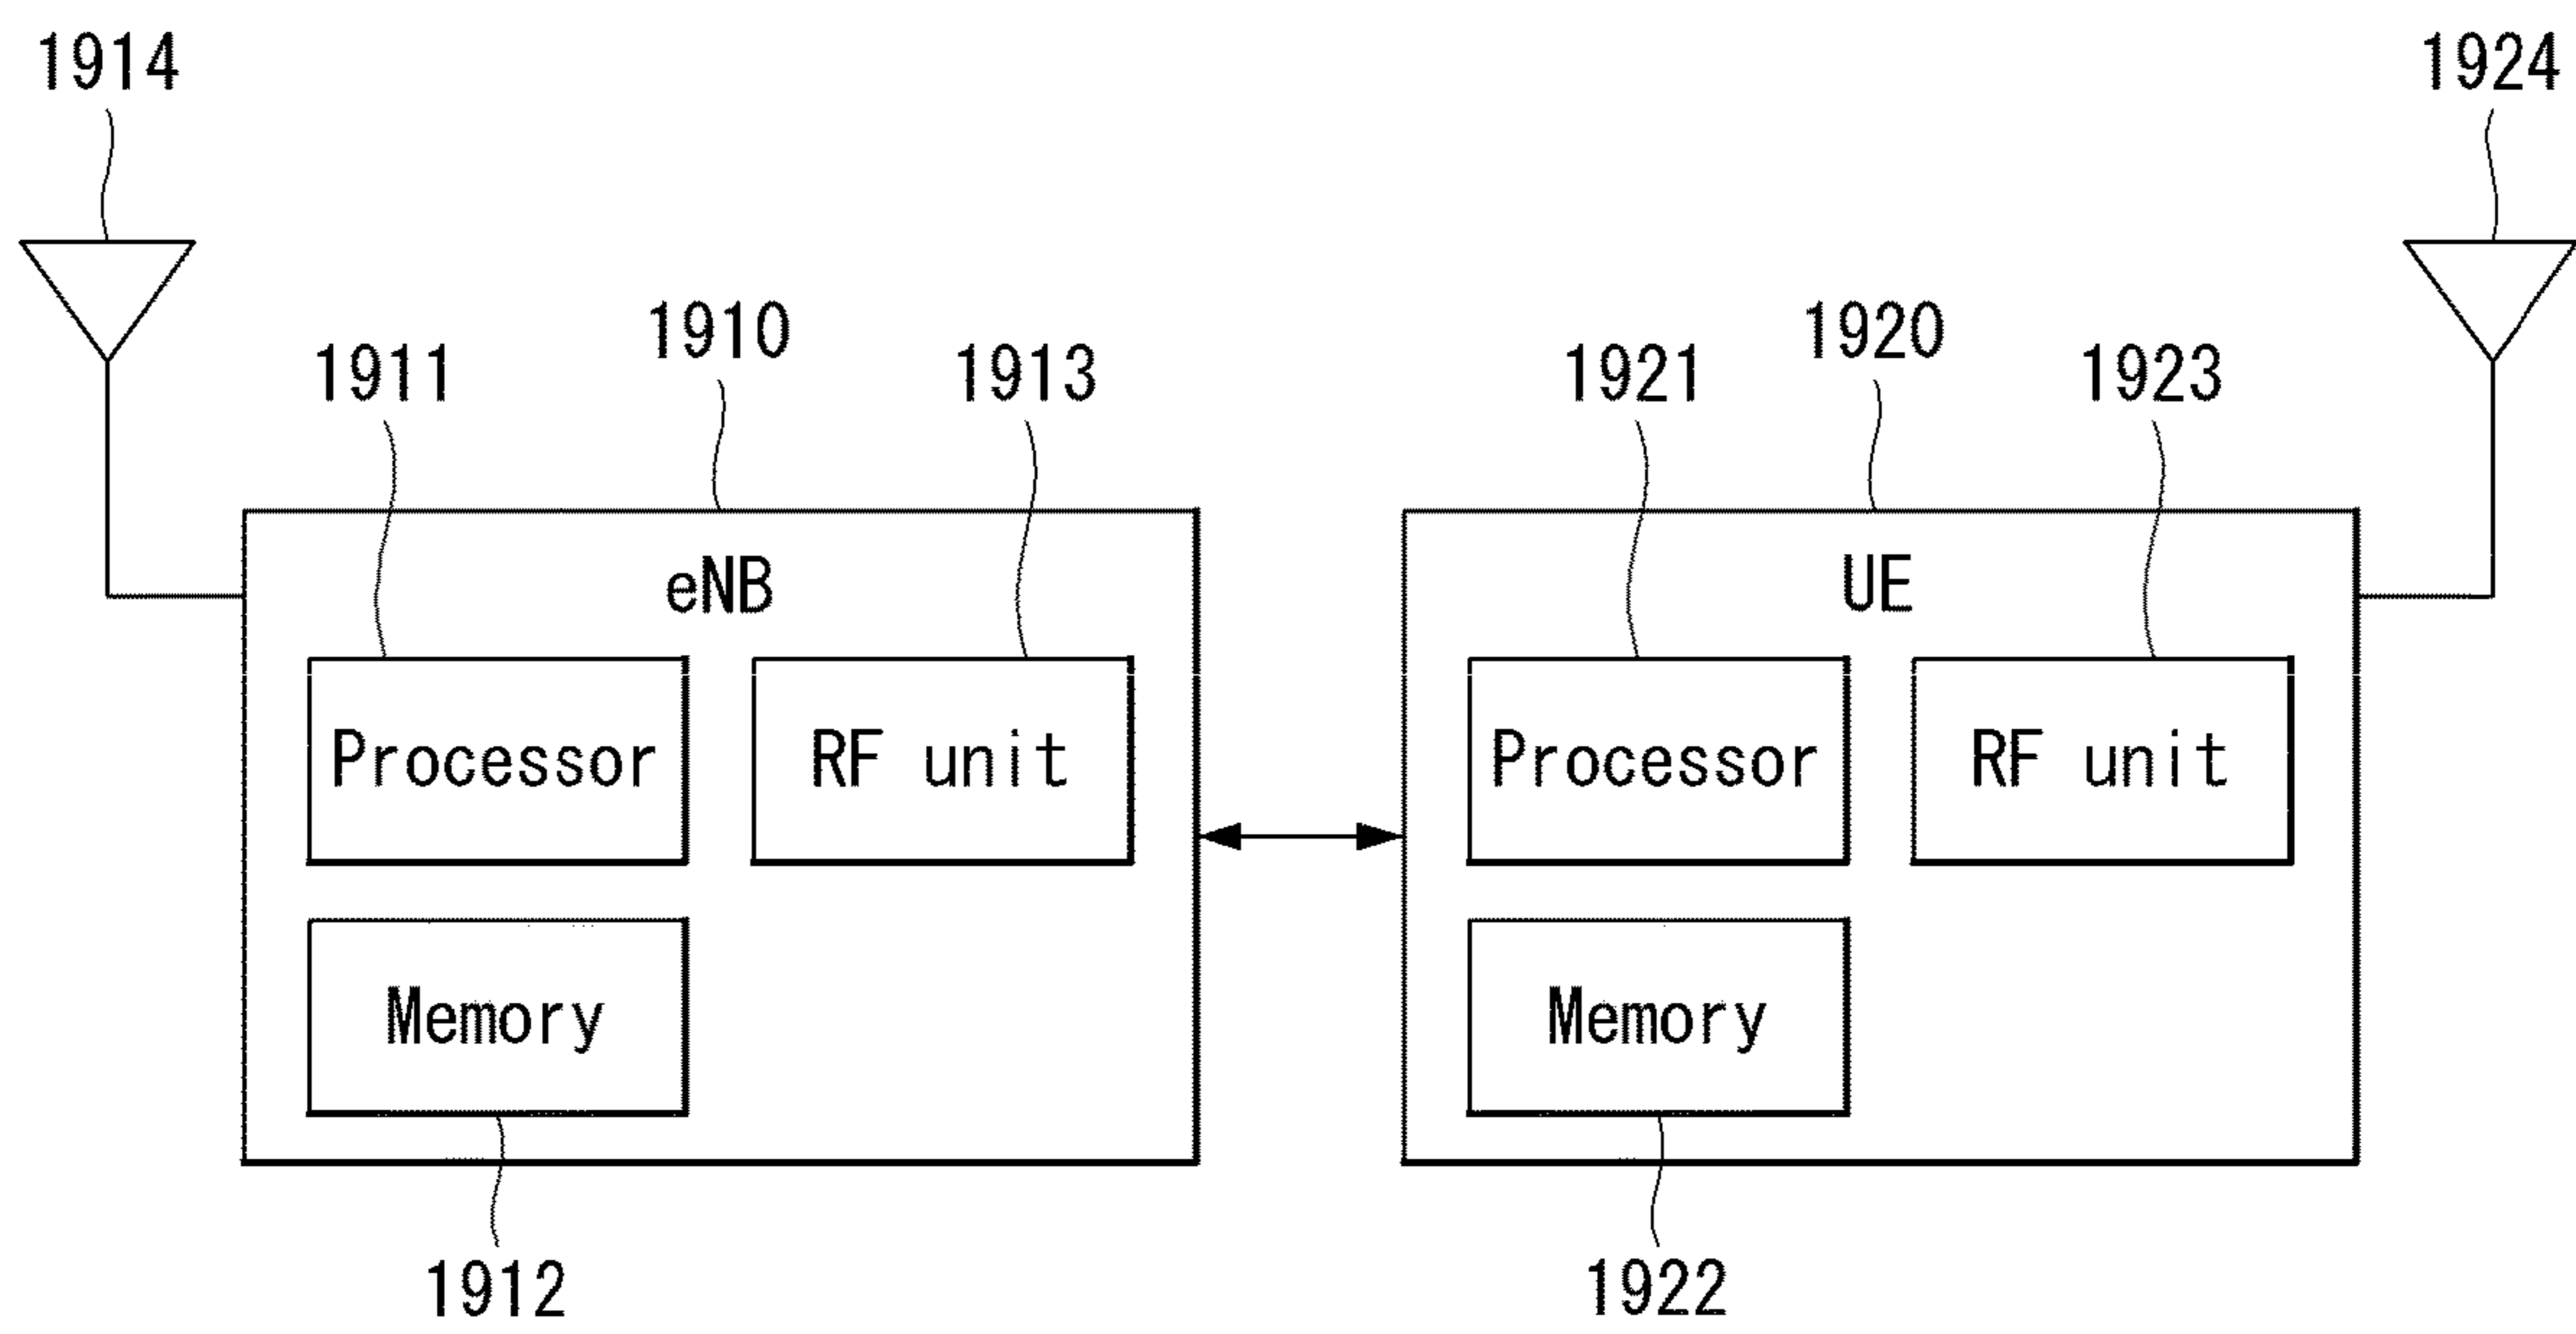 1914
1924
1910
1920
1911
1913
1921
1923
eNB
UE
Processor
RF unit
Processor
RF unit
Memory
Memory
1912
1922